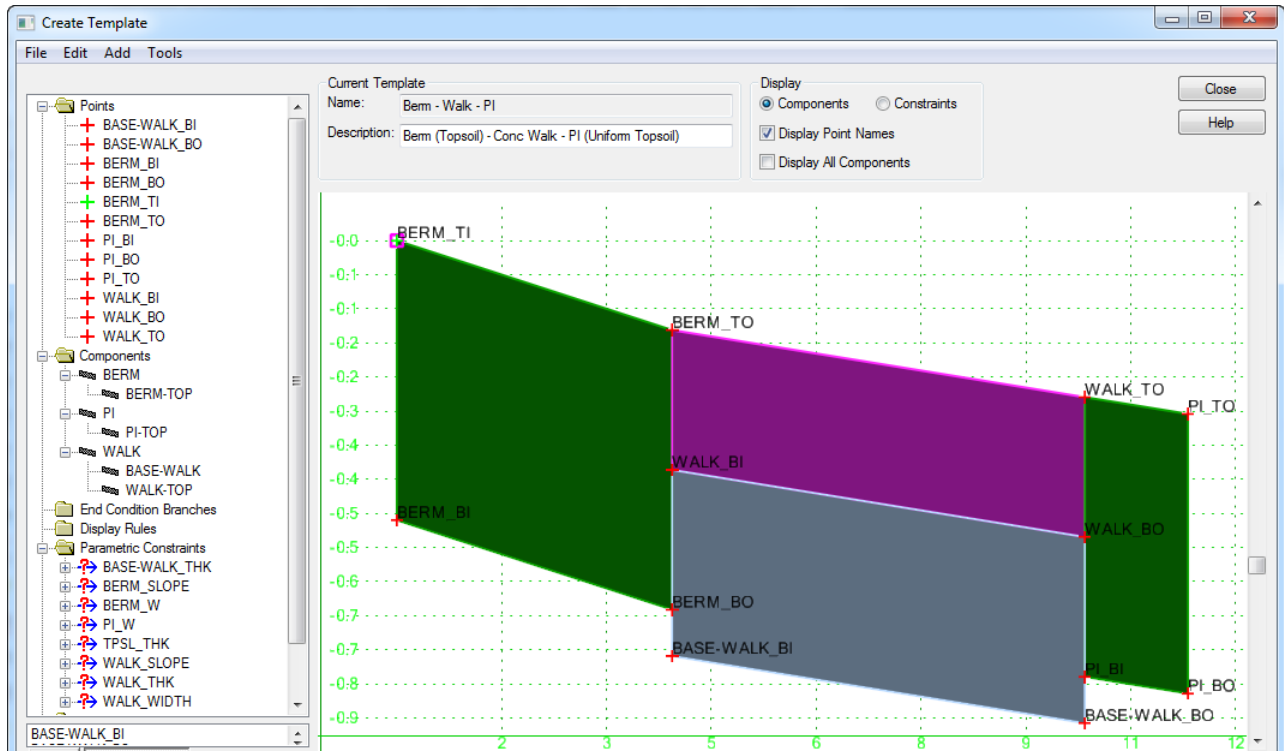 Create Template
File Edit Add Tools
Points
BASE-WALK_BI
BASE-WALK_BO
BERM_BI
BERM_BO
BERM_TI
BERM_TO
PI_BI
PI_BO
PI_TO
WALK_BI
WALK_BO
WALK_TO
Components
BERM
BERM-TOP
PI
PI-TOP
WALK
BASE-WALK
WALK-TOP
End Condition Branches
Display Rules
Parametric Constraints
BASE-WALK_THK
BERM_SLOPE
BERM_W
PI_W
TPSL_THK
WALK_SLOPE
WALK_THK
WALK_WIDTH
BASE-WALK_BI
Current Template
Name: Berm - Walk - PI
Description: Berm (Topsoil) - Conc Walk - PI (Uniform Topsoil)
Display
Components Constraints
Display Point Names
Display All Components
Close
Help
BERM_TI
BERM_TO
WALK_TO
PI_TO
WALK_BI
BERM_BI
WALK_BO
BERM_BO
BASE-WALK_BI
PI_BI
PI_BO
BASE-WALK_BO
-0.0
-0.1
-0.1
-0.2
-0.2
-0.3
-0.4
-0.4
-0.5
-0.5
-0.6
-0.7
-0.7
-0.8
-0.9
2 3 5 6 8 9 11 12